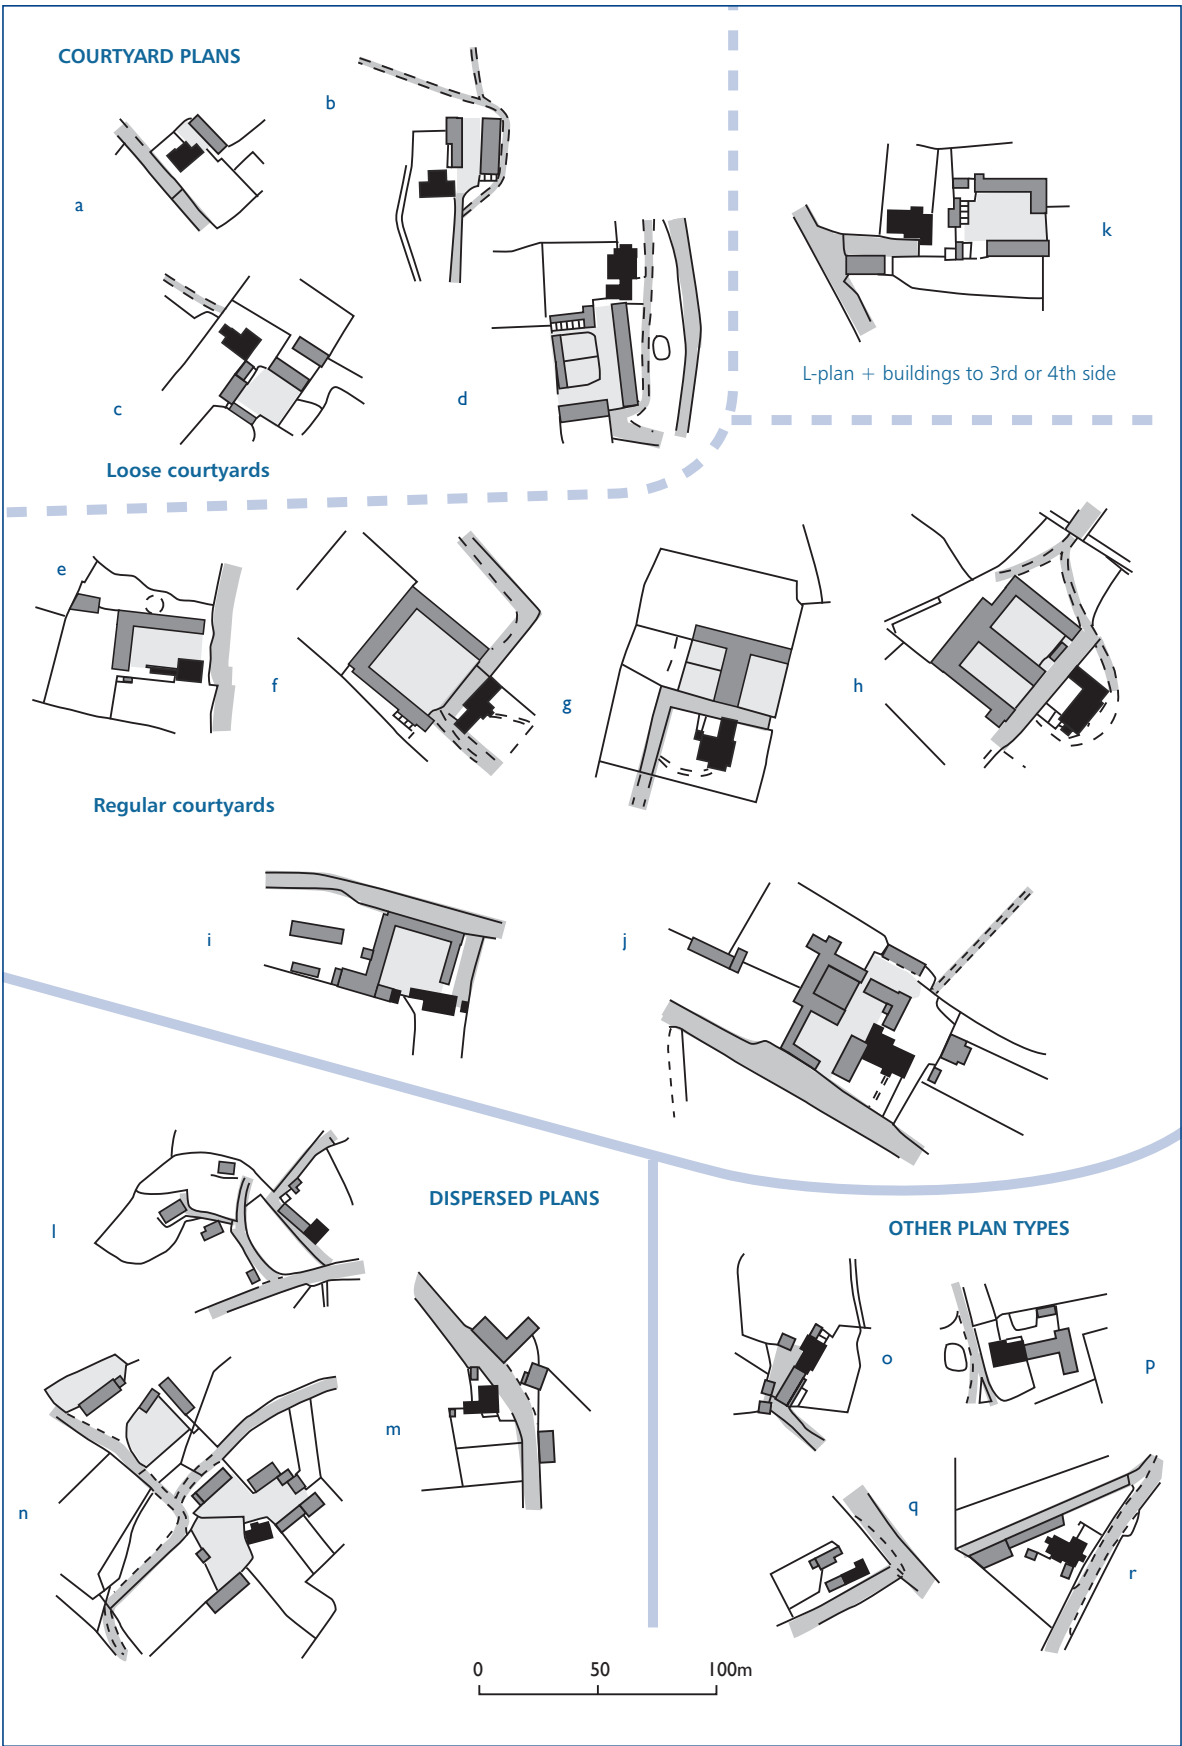 COURTYARD PLANS
a
b
c
d
k
L-plan + buildings to 3rd or 4th side
Loose courtyards
e
f
g
h
Regular courtyards
i
j
DISPERSED PLANS
l
m
n
OTHER PLAN TYPES
o
p
q
r
0 50 100m